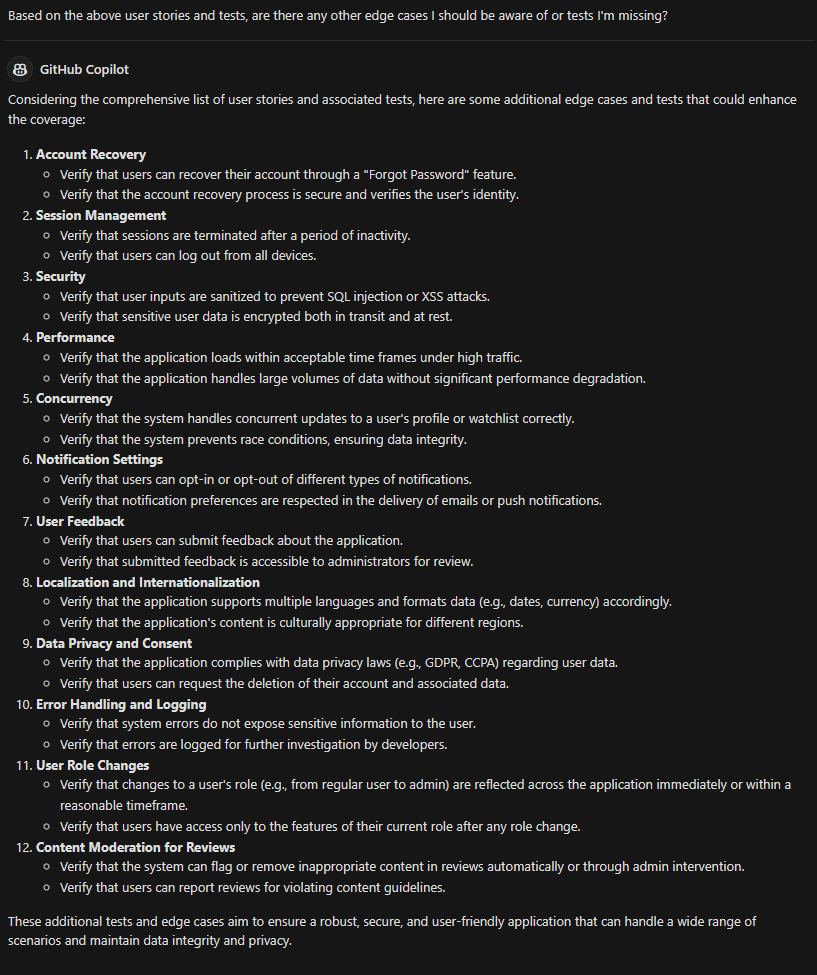 Based on the above user stories and tests, are there any other edge cases I should be aware of or tests I'm missing?
GitHub Copilot
Considering the comprehensive list of user stories and associated tests, here are some additional edge cases and tests that could enhance
the coverage:
1. Account Recovery
Verify that users can recover their account through a "Forgot Password" feature.
Verify that the account recovery process is secure and verifies the user's identity.
2. Session Management
Verify that sessions are terminated after a period of inactivity.
Verify that users can log out from all devices.
3. Security
Verify that user inputs are sanitized to prevent SQL injection or XSS attacks.
Verify that sensitive user data is encrypted both in transit and at rest.
4. Performance
Verify that the application loads within acceptable time frames under high traffic.
Verify that the application handles large volumes of data without significant performance degradation.
5. Concurrency
Verify that the system handles concurrent updates to a user's profile or watchlist correctly.
Verify that the system prevents race conditions, ensuring data integrity.
6. Notification Settings
Verify that users can opt-in or opt-out of different types of notifications.
Verify that notification preferences are respected in the delivery of emails or push notifications.
7. User Feedback
Verify that users can submit feedback about the application.
Verify that submitted feedback is accessible to administrators for review.
8. Localization and Internationalization
Verify that the application supports multiple languages and formats data (e.g., dates, currency) accordingly.
Verify that the application's content is culturally appropriate for different regions.
9. Data Privacy and Consent
Verify that the application complies with data privacy laws (e.g., GDPR, CCPA) regarding user data.
Verify that users can request the deletion of their account and associated data.
10. Error Handling and Logging
Verify that system errors do not expose sensitive information to the user.
Verify that errors are logged for further investigation by developers.
11. User Role Changes
Verify that changes to a user's role (e.g., from regular user to admin) are reflected across the application immediately or within a
reasonable timeframe.
Verify that users have access only to the features of their current role after any role change.
12. Content Moderation for Reviews
Verify that the system can flag or remove inappropriate content in reviews automatically or through admin intervention.
Verify that users can report reviews for violating content guidelines.
These additional tests and edge cases aim to ensure a robust, secure, and user-friendly application that can handle a wide range of
scenarios and maintain data integrity and privacy.